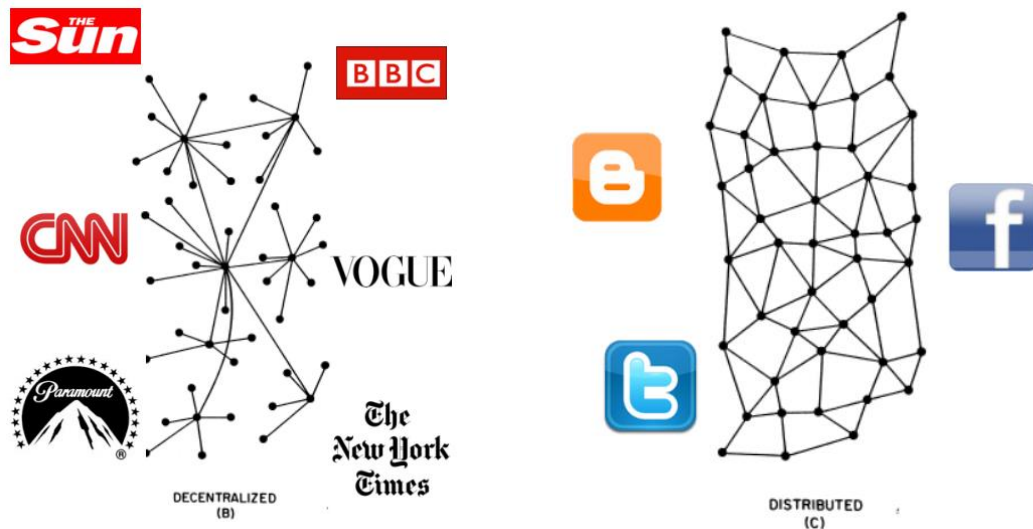 THE
Sun
BBC
CNN
VOGUE
Paramount
®
The
New York
Times
DECENTRALIZED
(B)
B
f
t
DISTRIBUTED
(C)